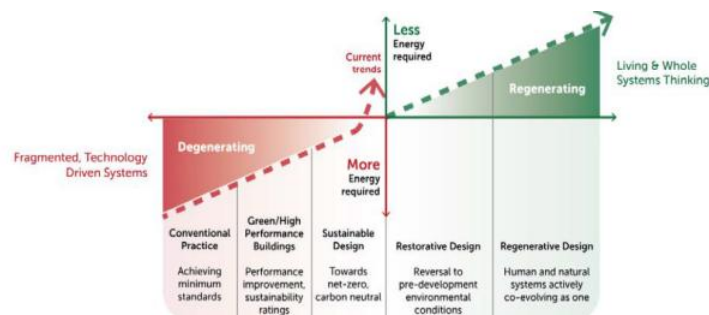 Less
Energy
required
Current
trends
Living & Whole
Systems Thinking
Regenerating
Degenerating
Fragmented, Technology
Driven Systems
More
Energy
required
Conventional
Practice
Achieving
minimum
standards
Green/High
Performance
Buildings
Performance
improvement,
sustainability
ratings
Sustainable
Design
Towards
net-zero,
carbon neutral
Restorative Design
Reversal to
pre-development
environmental
conditions
Regenerative Design
Human and natural
systems actively
co-evolving as one